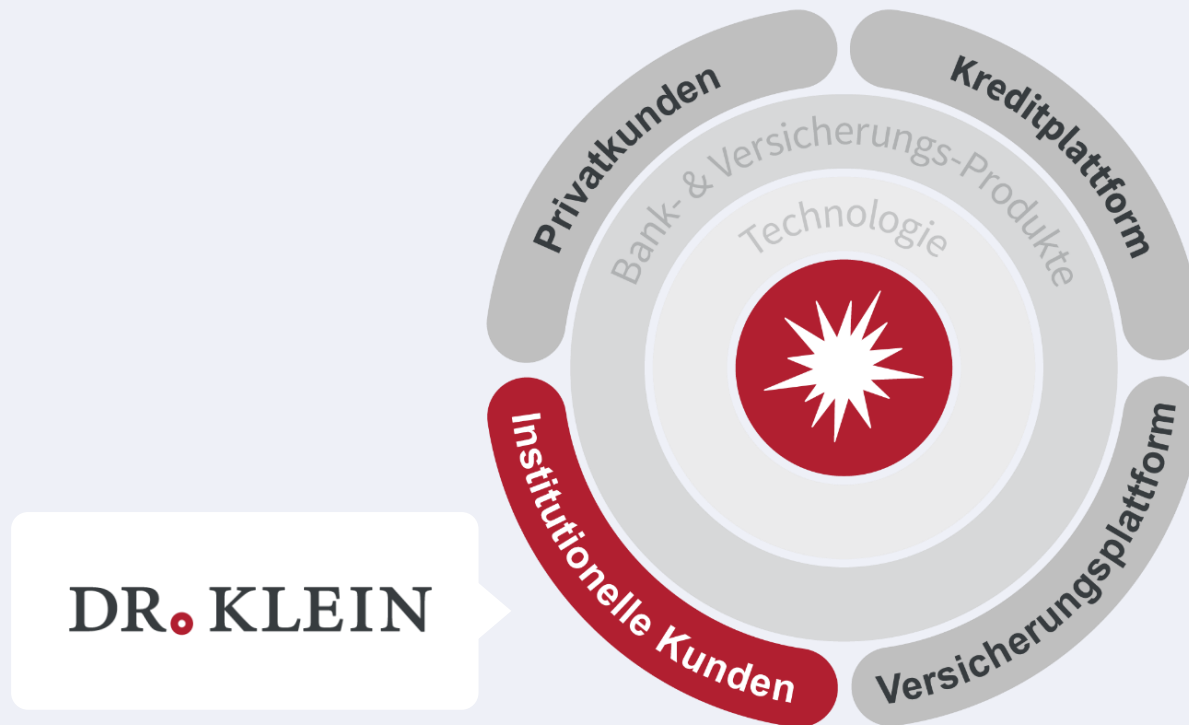 Privatkunden
Kreditplattform
Bank- & Versicherungs-Produkte
Technologie
Institutionelle Kunden
Versicherungsplattform
DR. KLEIN